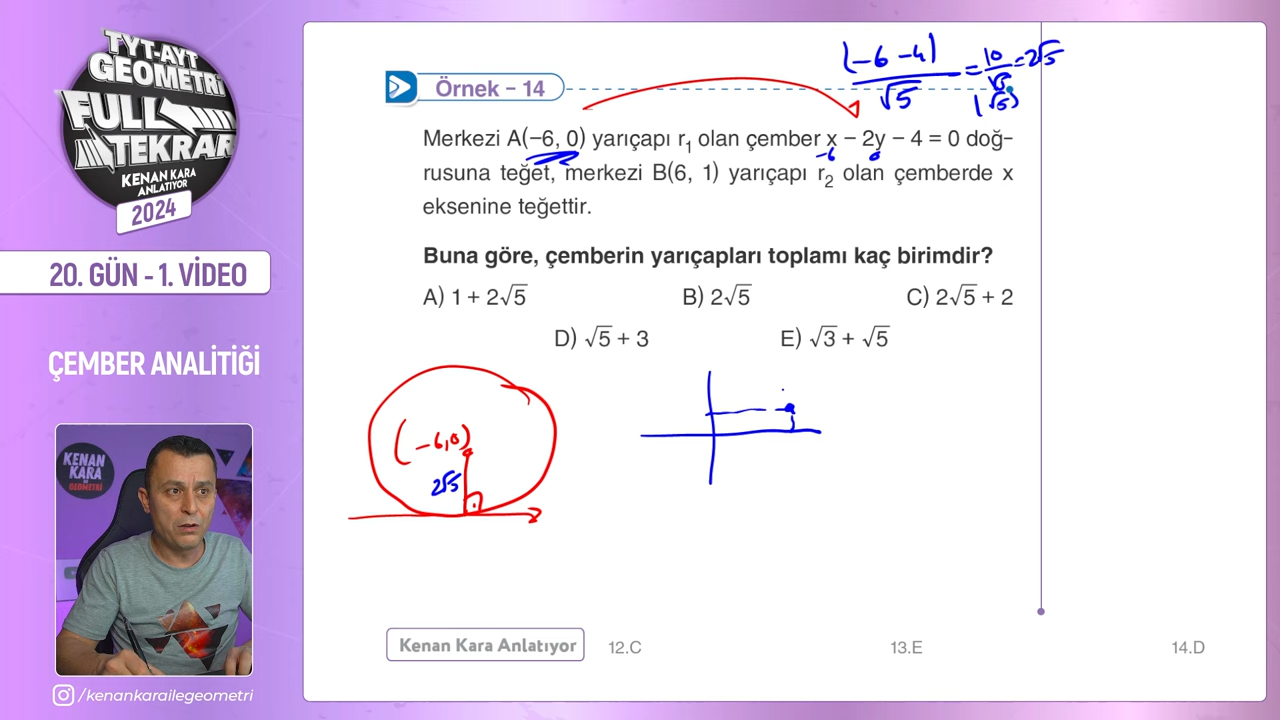 TYT-AYT
GEOMETRİ
FULL
TEKRAR
KENAN KARA
ANLATIYOR
2024
20. GÜN - 1. VİDEO
ÇEMBER ANALİTİĞİ
KENAN
KARA
GEOMETRİ
/kenankarailegeometri
|-6-4|
√5
= 10
√5
= 2√5
(√5)
Örnek – 14
Merkezi A(–6, 0) yarıçapı r₁ olan çember x – 2y – 4 = 0 doğ-
-6 0
rusuna teğet, merkezi B(6, 1) yarıçapı r₂ olan çemberde x
eksenine teğettir.
Buna göre, çemberin yarıçapları toplamı kaç birimdir?
A) 1 + 2√5 B) 2√5 C) 2√5 + 2
D) √5 + 3 E) √3 + √5
(-6,0)
2√5
Kenan Kara Anlatıyor 12.C 13.E 14.D